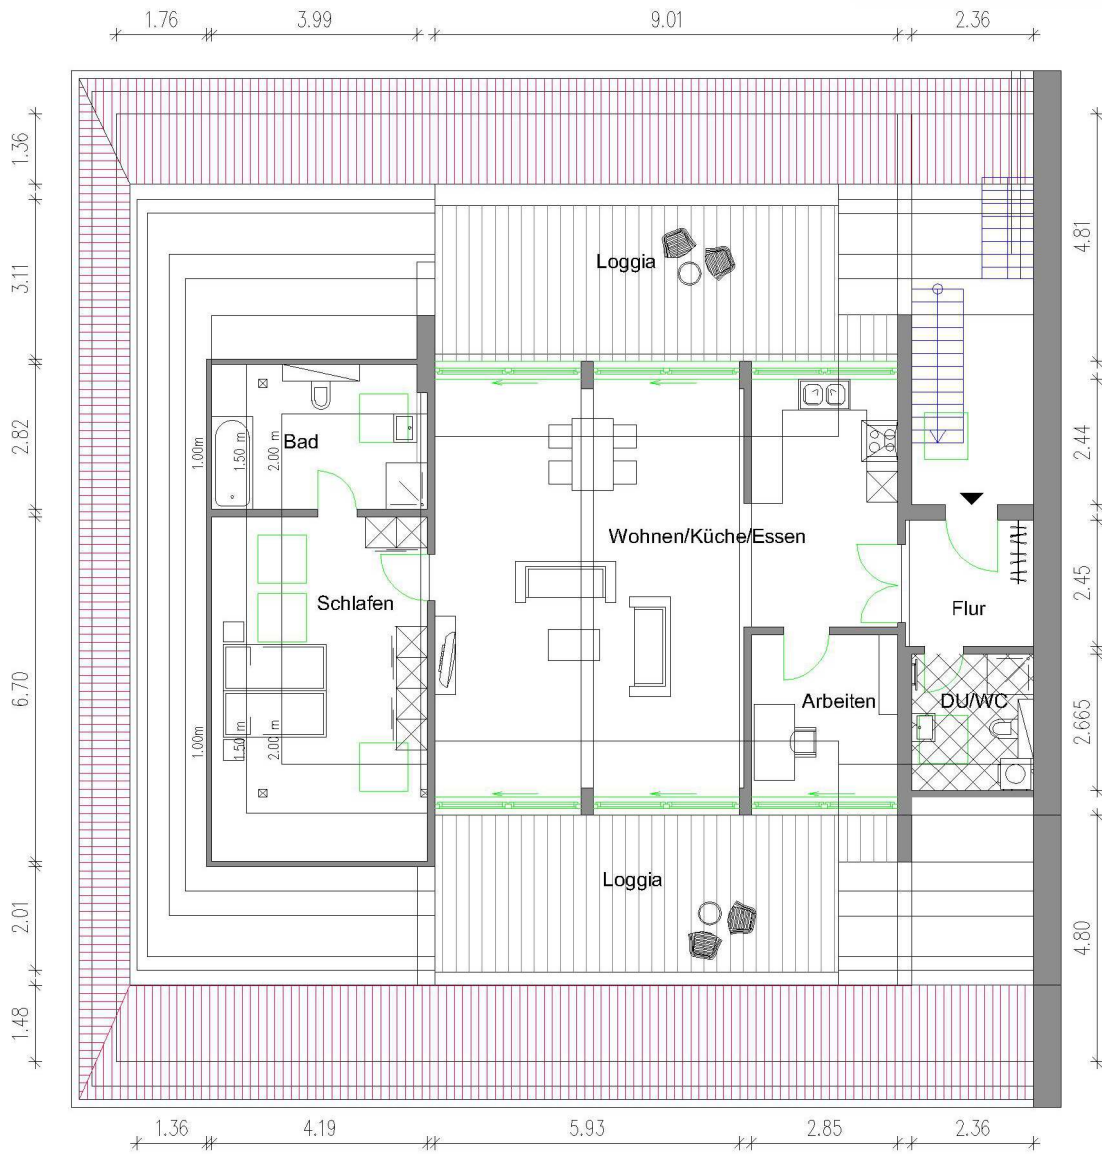 1.76 3.99 9.01 2.36
1.36
3.11
2.82
6.70
2.01
1.48
4.81
2.44
2.45
2.665
4.80
Loggia
Bad
1.00m
1.50 m
2.00 m
Wohnen/Küche/Essen
Schlafen
Flur
Arbeiten
DU/WC
1.00m
1.50 m
2.00 m
Loggia
1.36 4.19 5.93 2.85 2.36